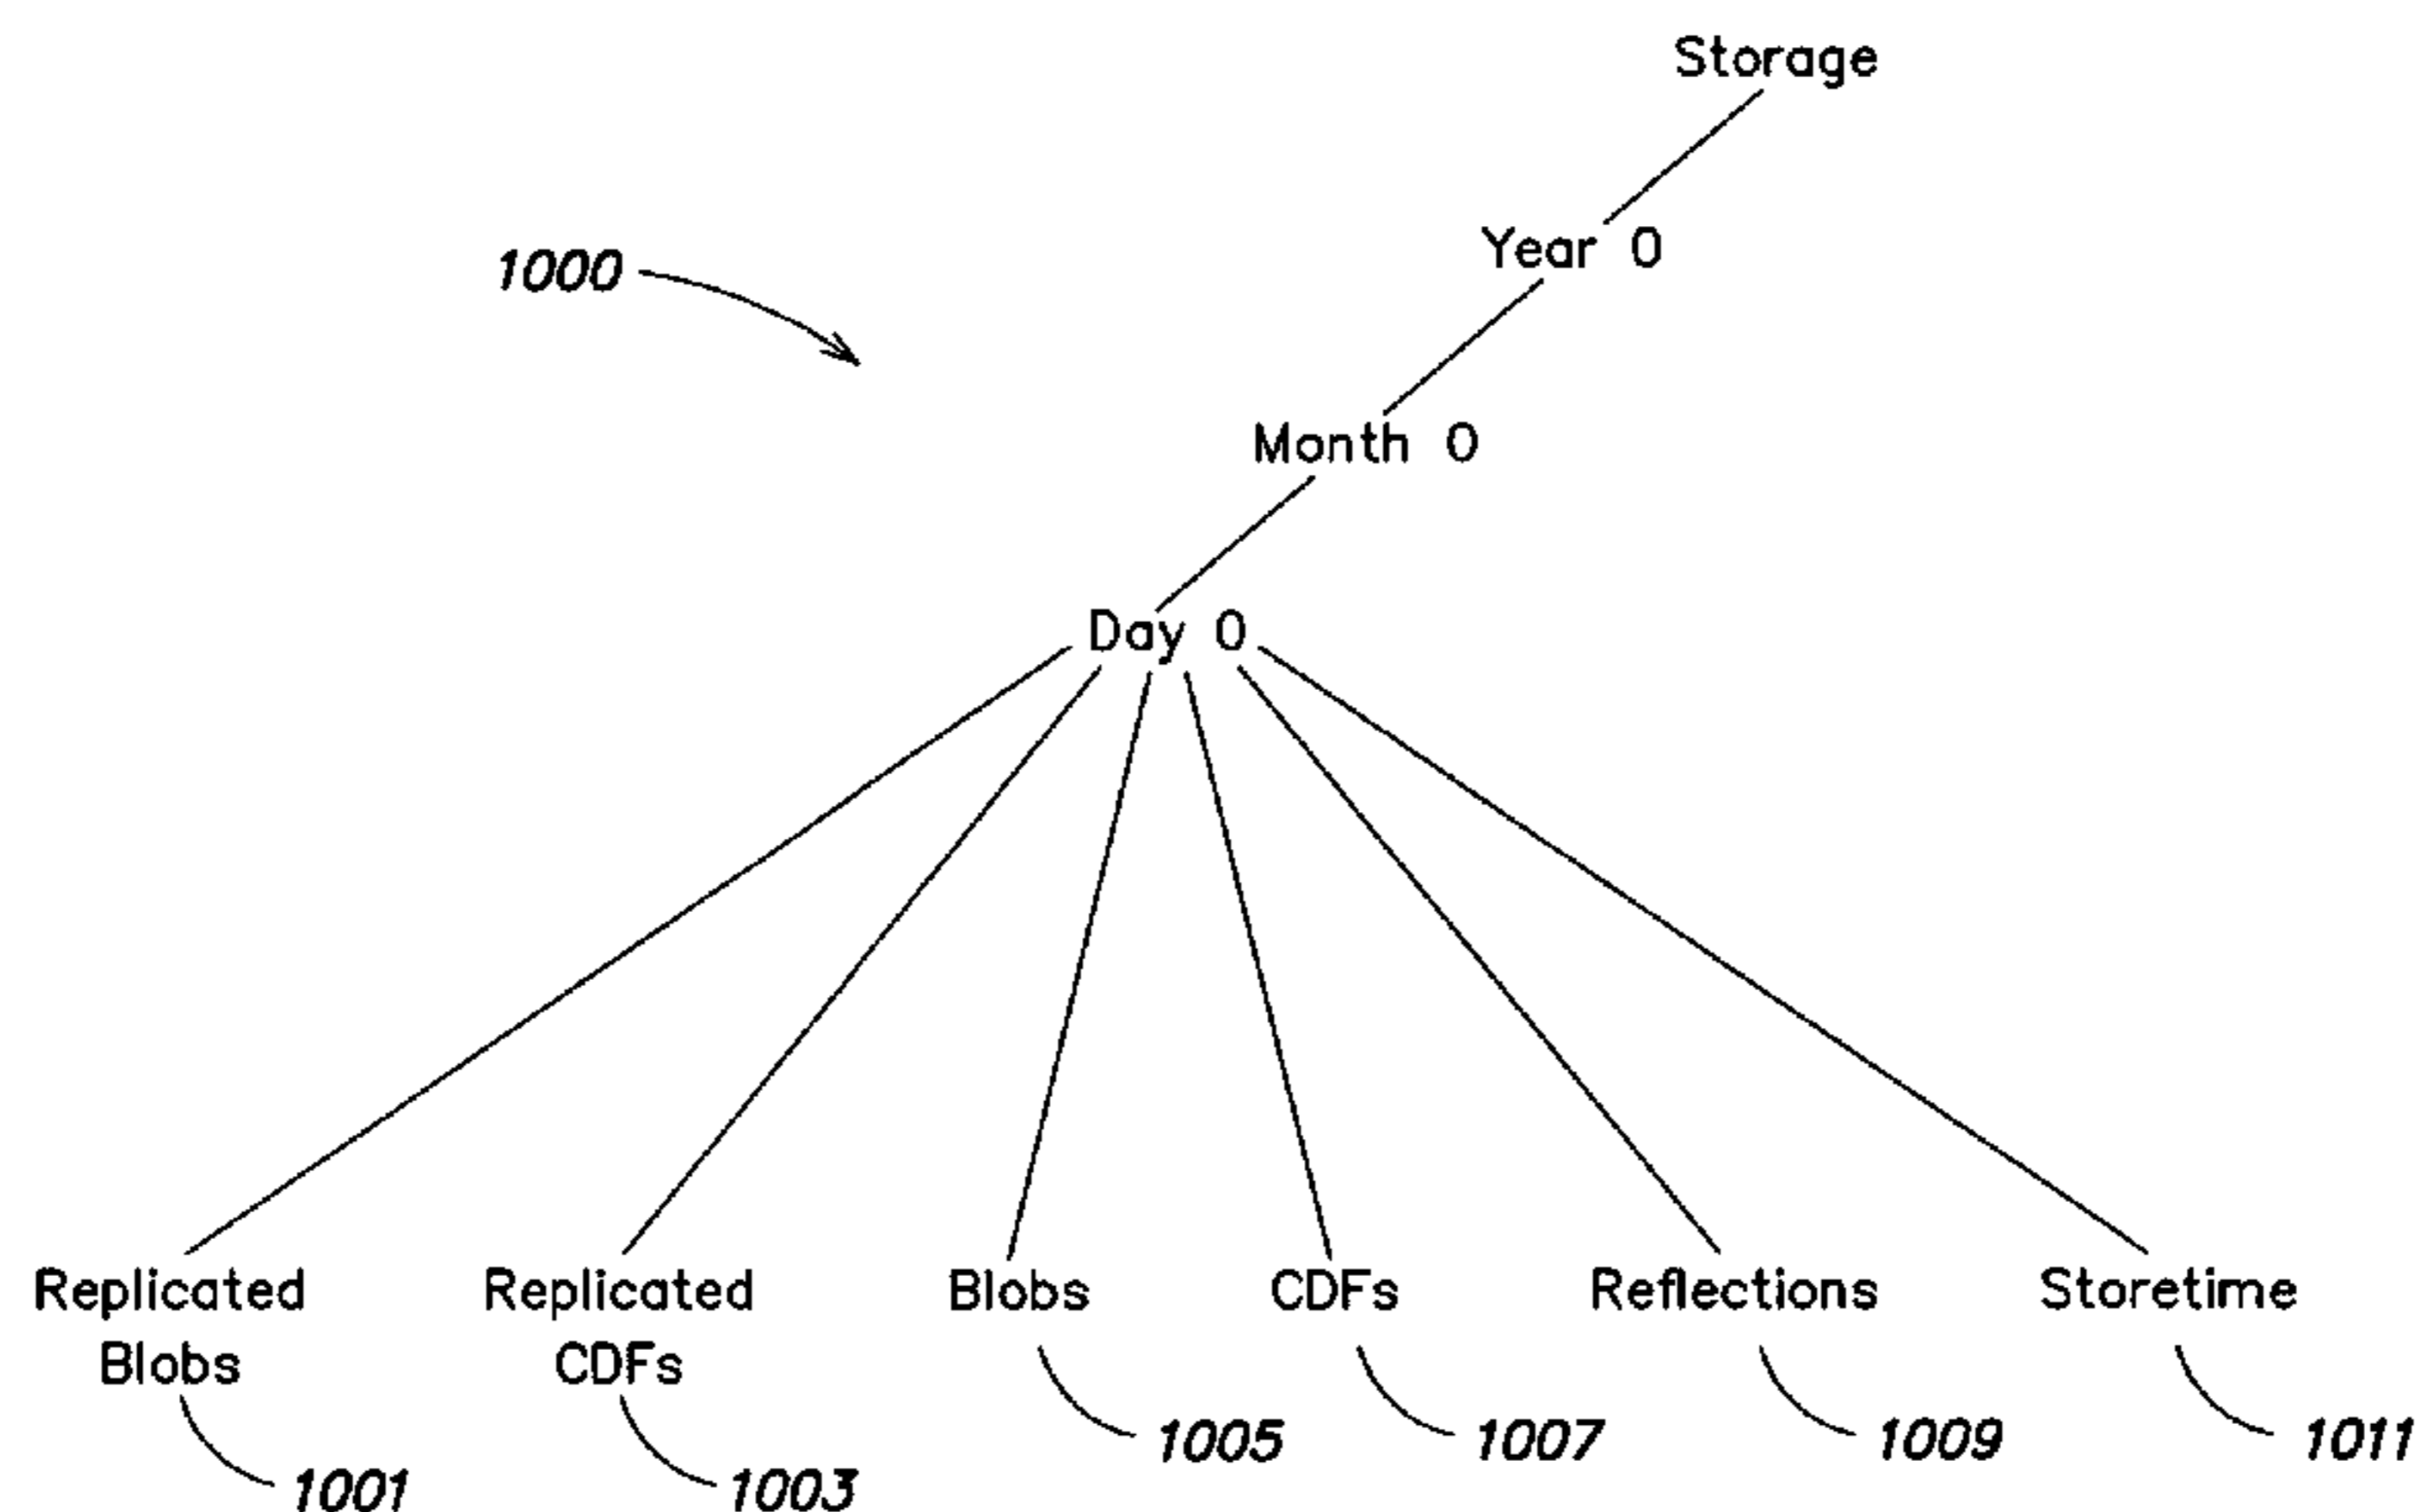 Storage
Year 0
1000
Month 0
Day 0
Replicated Replicated Blobs CDFs Reflections Storetime
Blobs CDFs
1005 1007 1009 1011
1001 1003